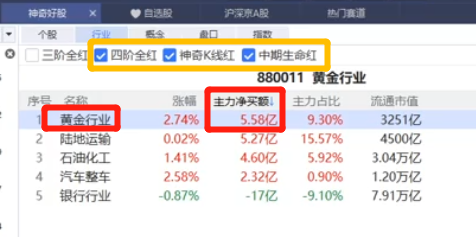 神奇好股 自选股 沪深京A股 热门赛道
个股 行业 概念 盘口 指数
三阶全红 四阶全红 神奇K线红 中期生命红
880011 黄金行业
序号 名称 涨幅 主力净买额↓ 主力占比 流通市值
1 黄金行业 2.74% 5.58亿 9.30% 3251亿
2 陆地运输 0.02% 5.27亿 15.57% 4500亿
3 石油化工 1.41% 4.60亿 5.92% 3.04万亿
4 汽车整车 2.58% 2.32亿 0.90% 1.20万亿
5 银行行业 -0.87% -17亿 -9.10% 7.91万亿